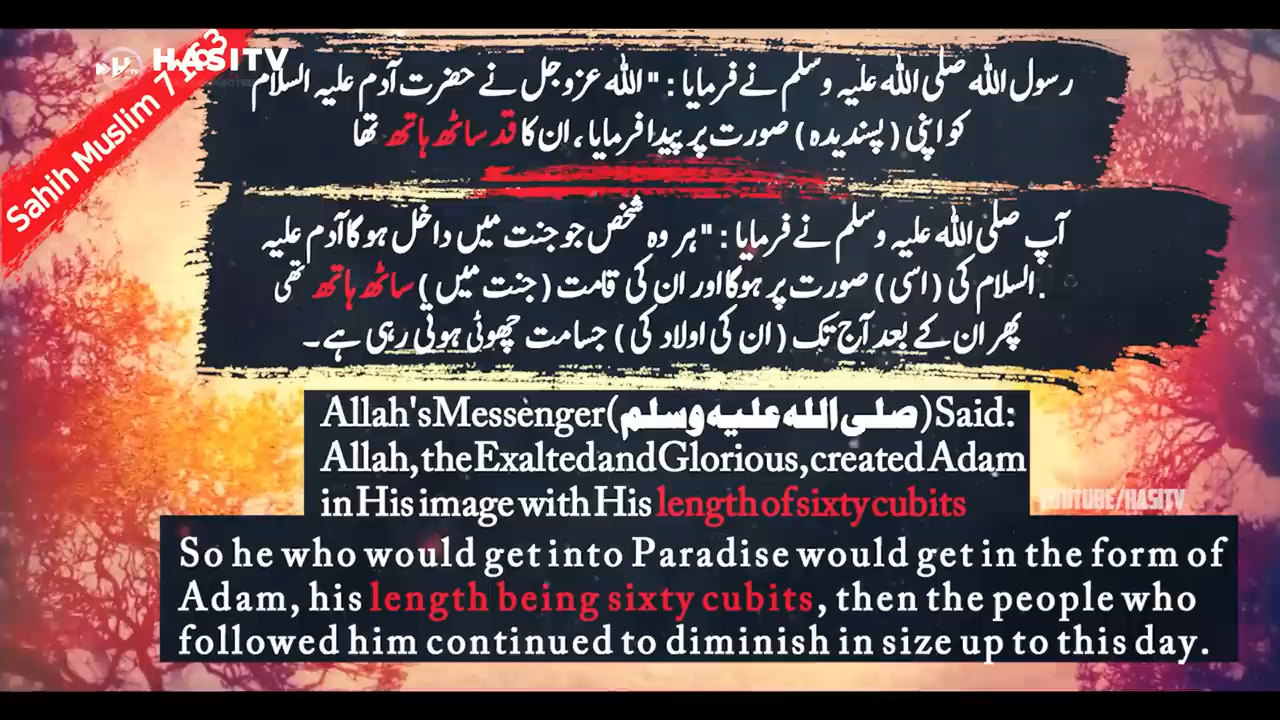 HASITV
Sahih Muslim 7163
رسول اللہ صلی اللہ علیہ وسلم نے فرمایا : " اللہ عزوجل نے حضرت آدم علیہ السلام
کو اپنی ( پسندیدہ ) صورت پر پیدا فرمایا ، ان کا قد ساٹھ ہاتھ تھا
آپ صلی اللہ علیہ وسلم نے فرمایا : " ہر وہ شخص جو جنت میں داخل ہوگا آدم علیہ
السلام کی ( اسی ) صورت پر ہوگا اور ان کی قامت ( جنت میں ) ساٹھ ہاتھ تھی .
پھر ان کے بعد آج تک ( ان کی اولاد کی ) جسامت چھوٹی ہوتی رہی ہے ۔
Allah's Messenger (صلى الله عليه وسلم) Said:
Allah, the Exalted and Glorious, created Adam
in His image with His length of sixty cubits
YOUTUBE/HASITV
So he who would get into Paradise would get in the form of
Adam, his length being sixty cubits, then the people who
followed him continued to diminish in size up to this day.